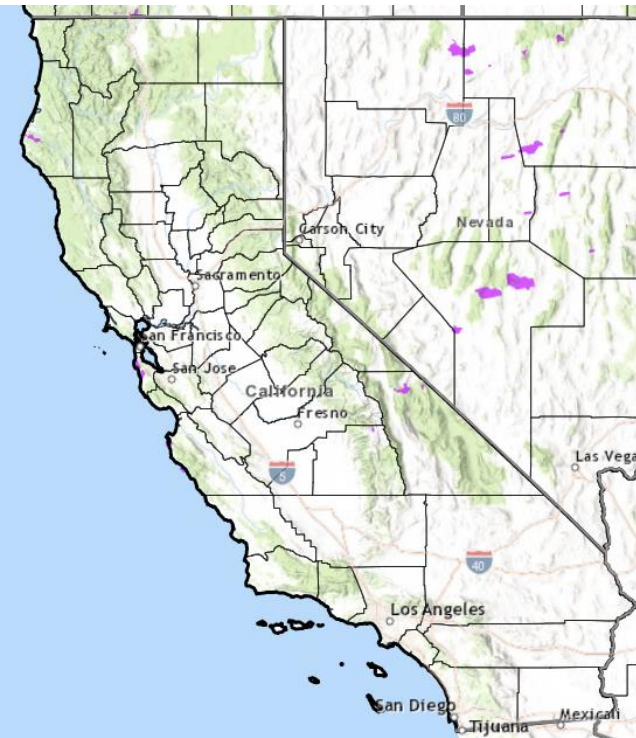 80
Carson City
Nevada
Sacramento
San Francisco
San Jose
California
Fresno
Las Vega
5
40
Los Angeles
San Diego
Tijuana
Mexicali